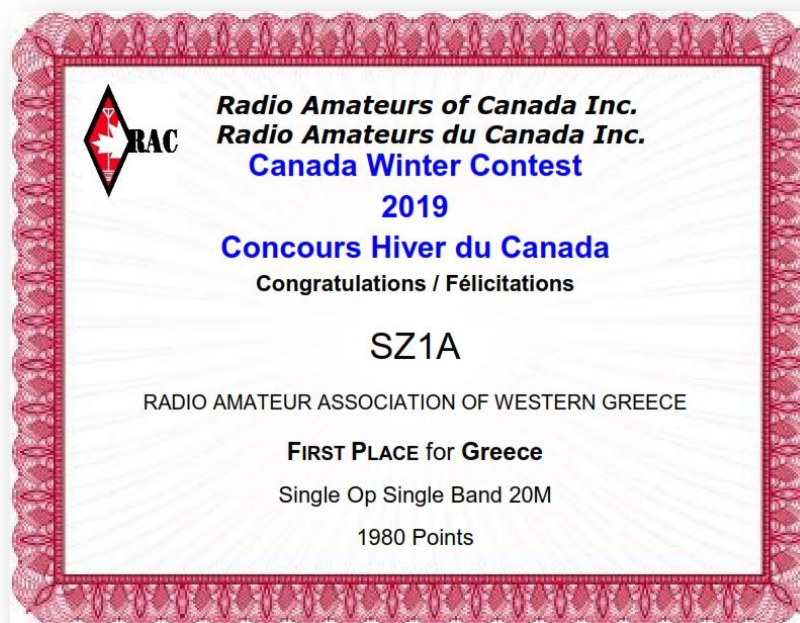 RAC
Radio Amateurs of Canada Inc.
Radio Amateurs du Canada Inc.
Canada Winter Contest
2019
Concours Hiver du Canada
Congratulations / Félicitations
SZ1A
RADIO AMATEUR ASSOCIATION OF WESTERN GREECE
FIRST PLACE for Greece
Single Op Single Band 20M
1980 Points